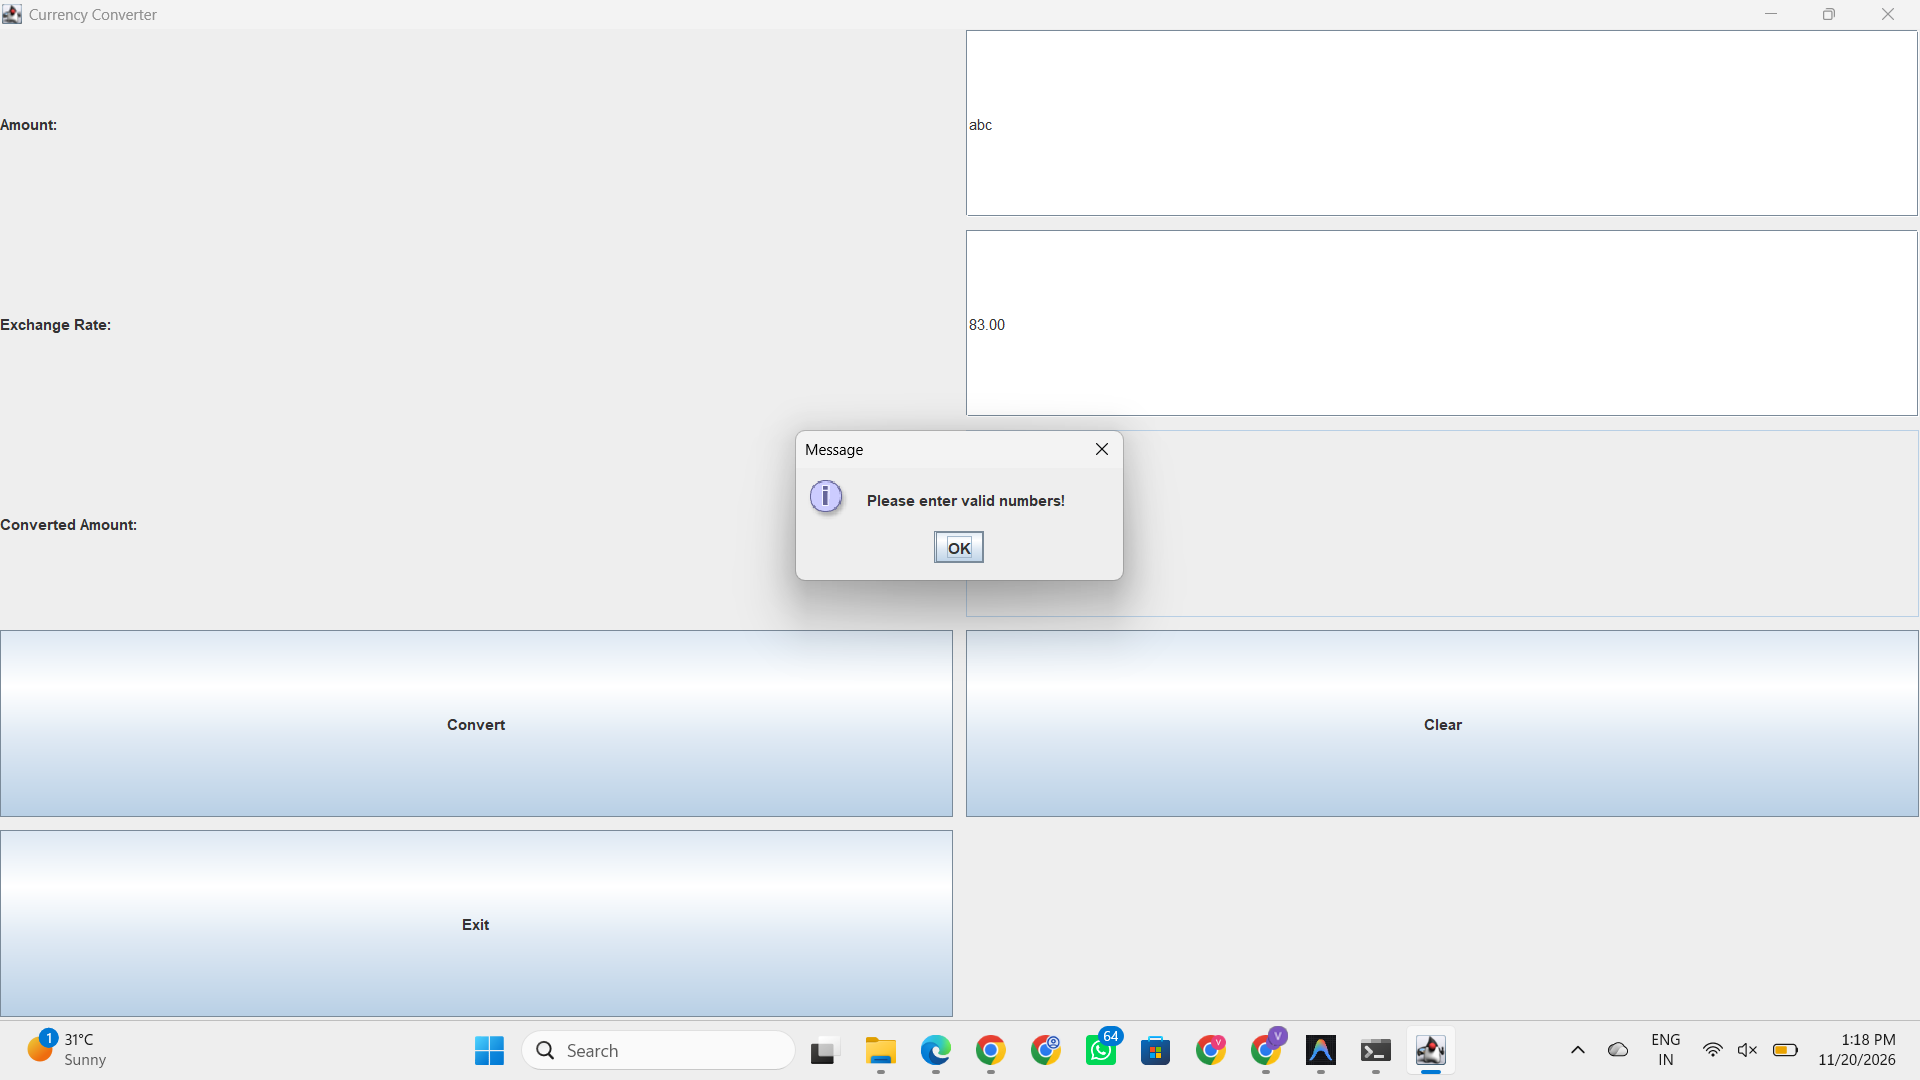 Currency Converter
Amount:
abc
Exchange Rate:
83.00
Message
Please enter valid numbers!
OK
Converted Amount:
Convert
Clear
Exit
1
31°C
Sunny
Search
64
V
V
ENG
IN
1:18 PM
11/20/2026